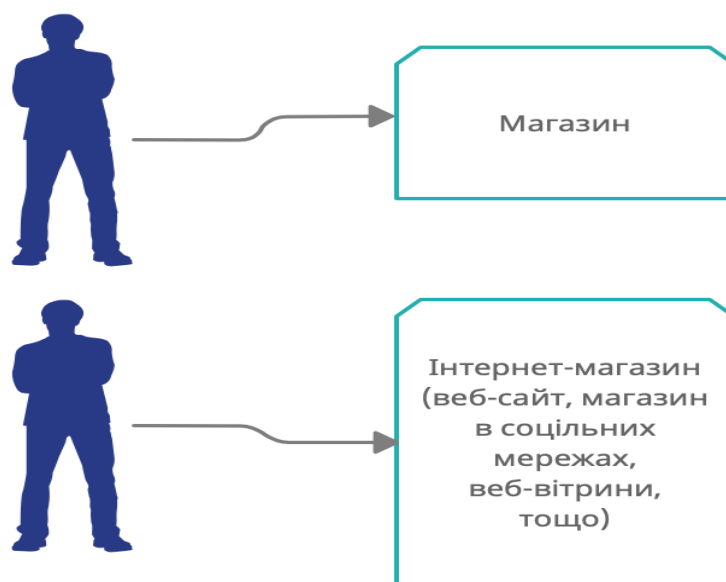 Магазин
Інтернет-магазин
(веб-сайт, магазин
в соцільних
мережах,
веб-вітрини,
тощо)